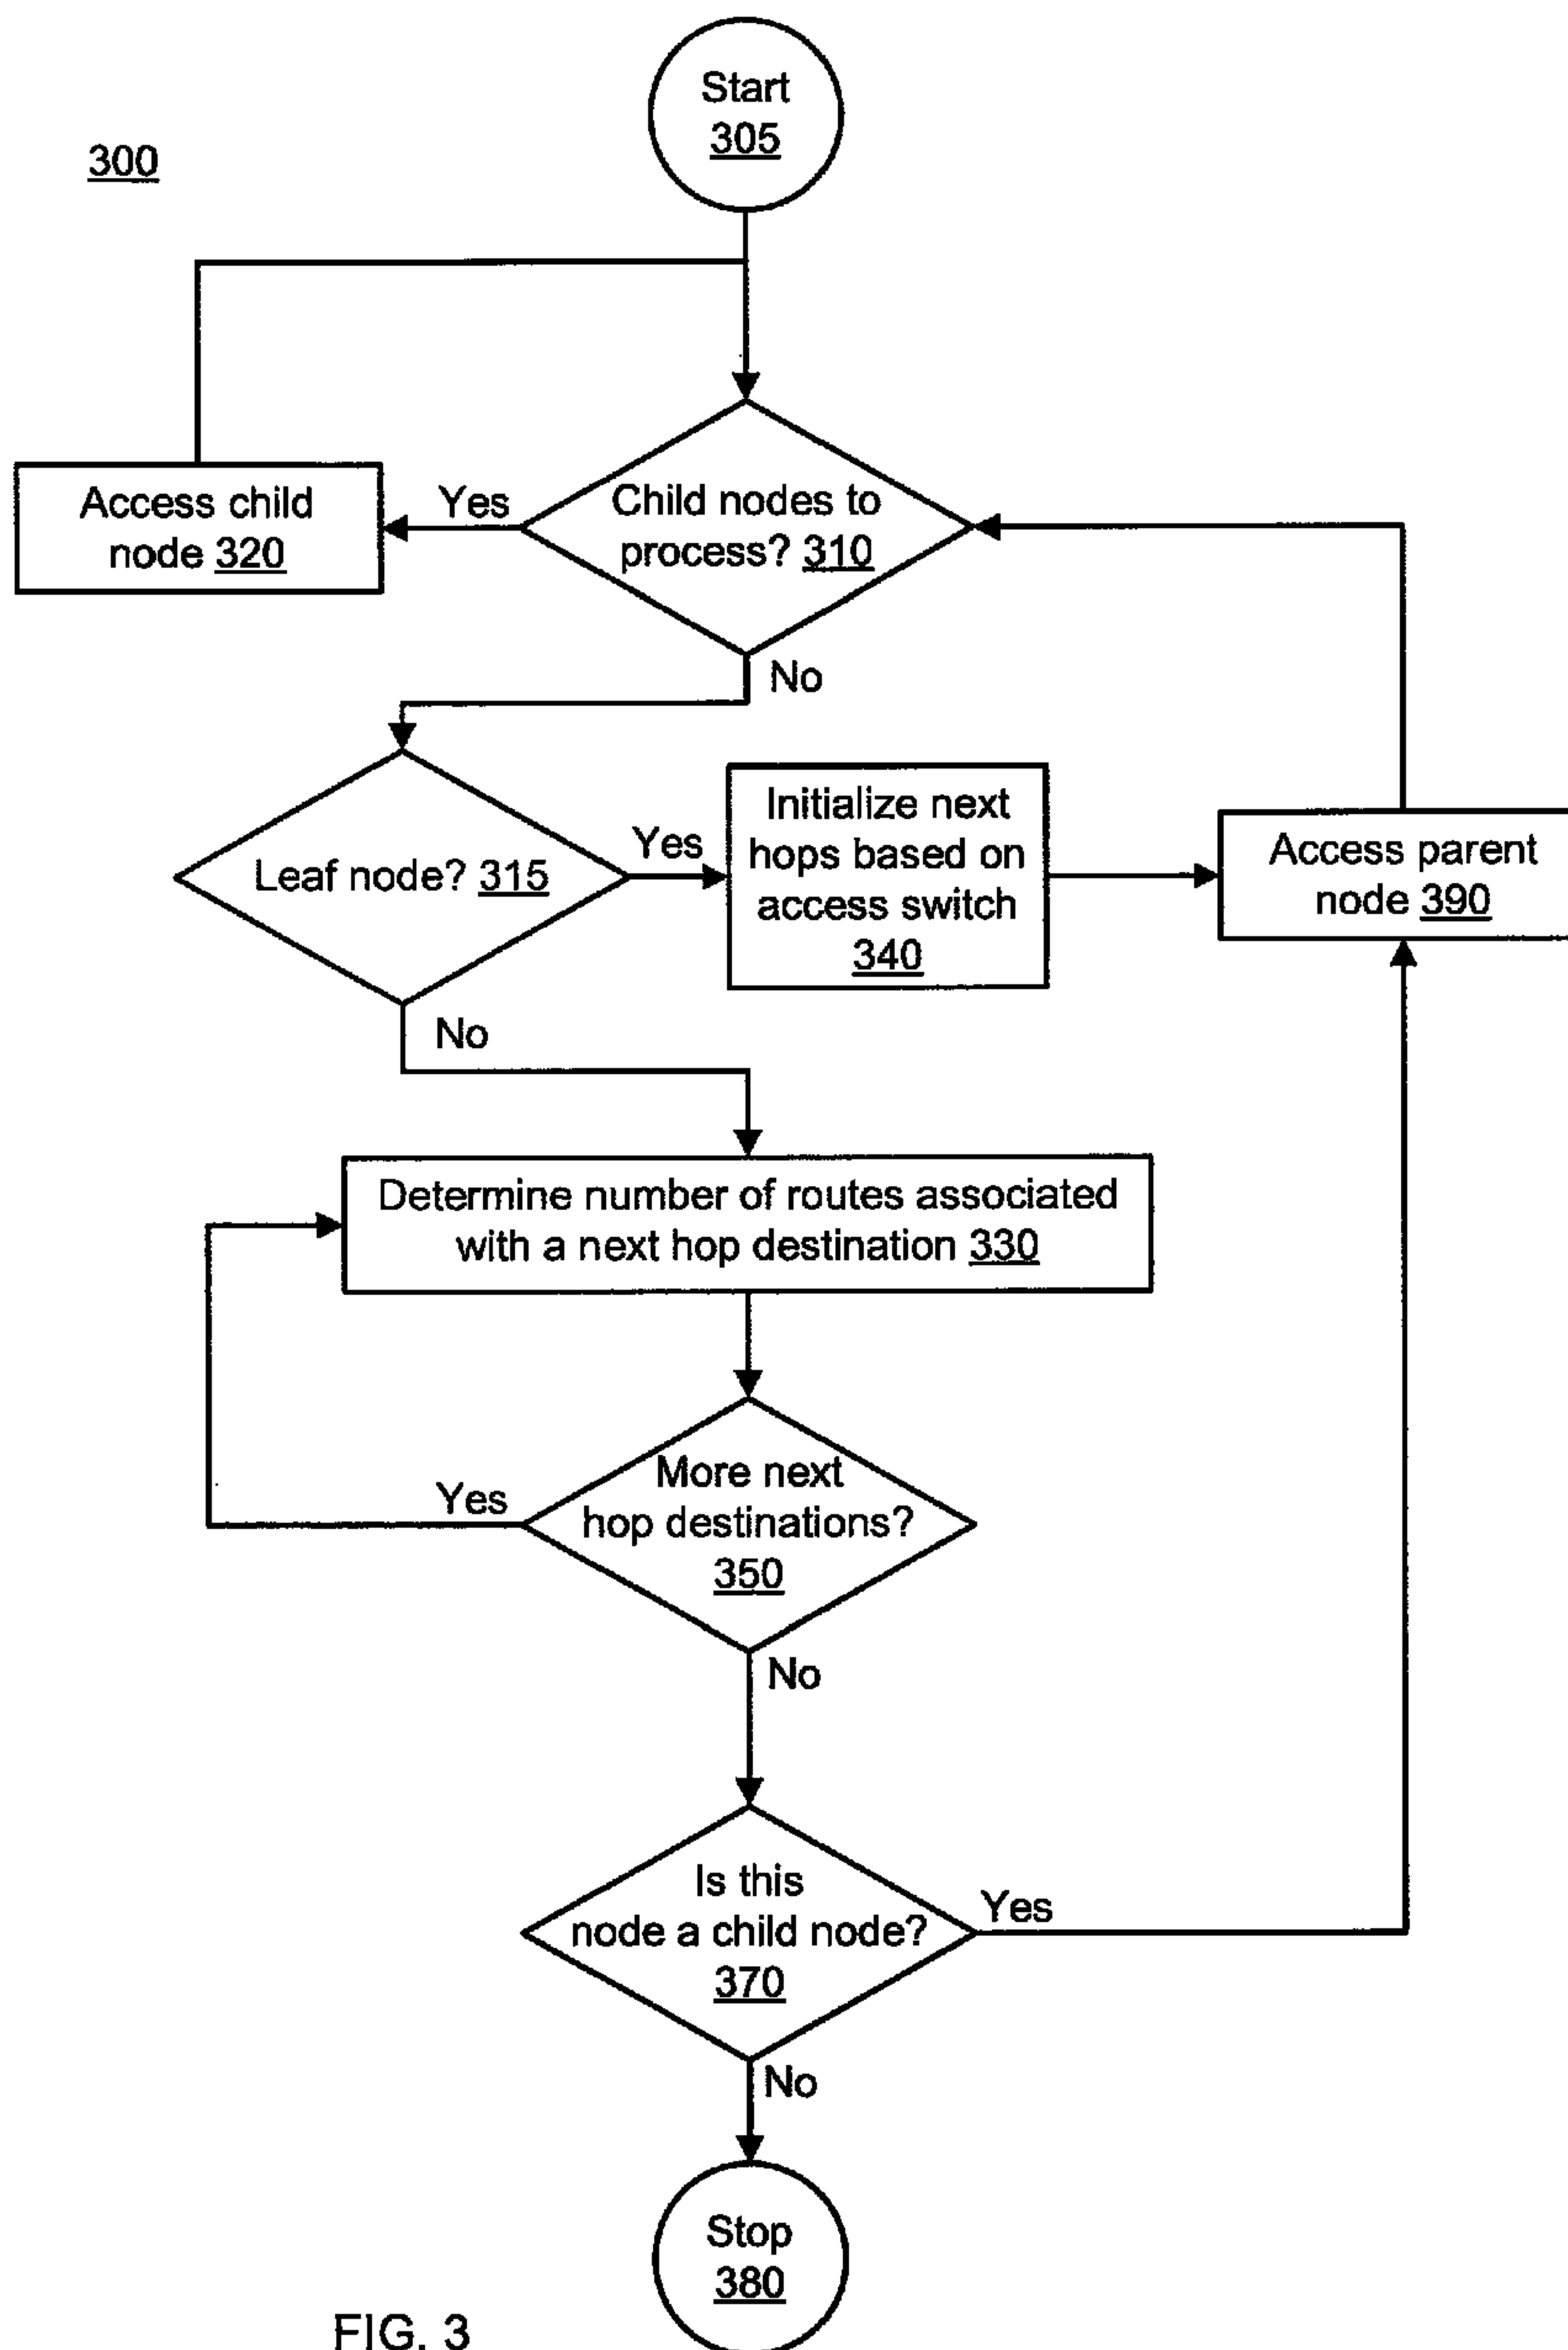 Start
305
300
Access child
node 320
Yes
Child nodes to
process? 310
No
Leaf node? 315
Yes
Initialize next
hops based on
access switch
340
Access parent
node 390
No
Determine number of routes associated
with a next hop destination 330
Yes
More next
hop destinations?
350
No
Is this
node a child node?
370
Yes
No
Stop
380
FIG. 3